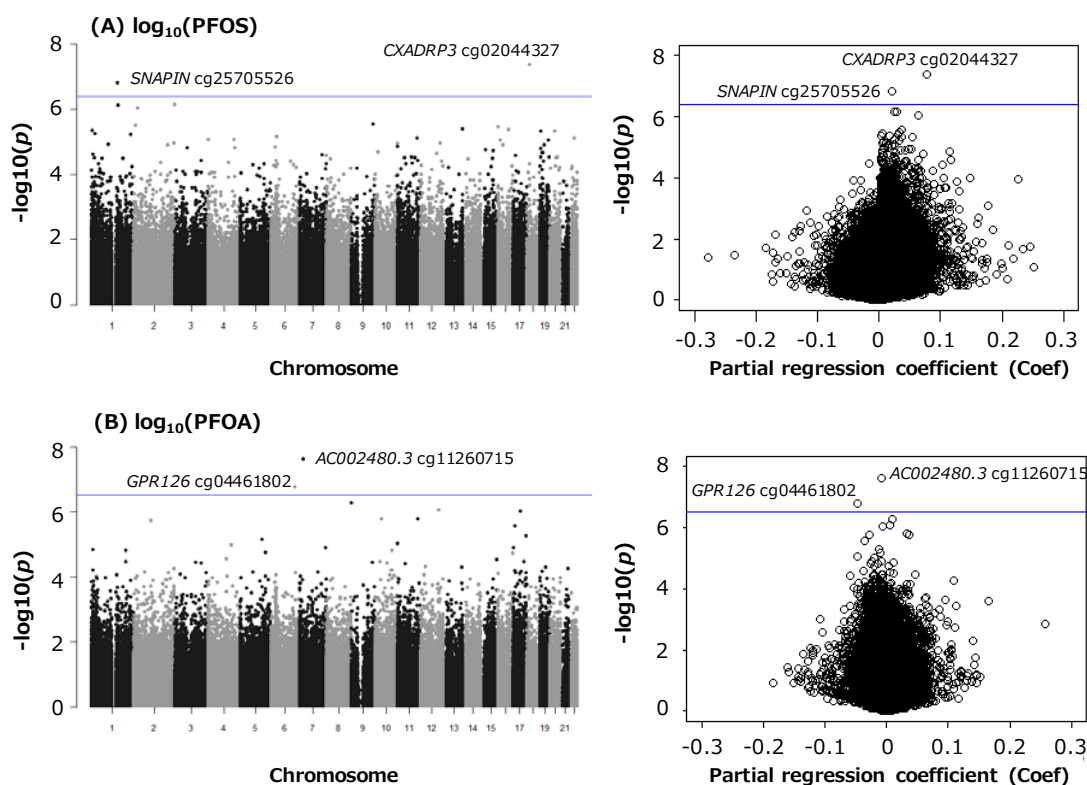 (A) log₁₀(PFOS)
8
6
4
2
0
-log10(p)
SNAPIN cg25705526
CXADRP3 cg02044327
1 2 3 4 5 6 7 8 9 10 11 12 13 14 15 17 19 21
Chromosome
8
6
4
2
0
-log10(p)
CXADRP3 cg02044327
SNAPIN cg25705526
-0.3 -0.2 -0.1 0 0.1 0.2 0.3
Partial regression coefficient (Coef)
(B) log₁₀(PFOA)
8
6
4
2
0
-log10(p)
AC002480.3 cg11260715
GPR126 cg04461802
1 2 3 4 5 6 7 8 9 10 11 12 13 14 15 17 19 21
Chromosome
8
6
4
2
0
-log10(p)
AC002480.3 cg11260715
GPR126 cg04461802
-0.3 -0.2 -0.1 0 0.1 0.2 0.3
Partial regression coefficient (Coef)